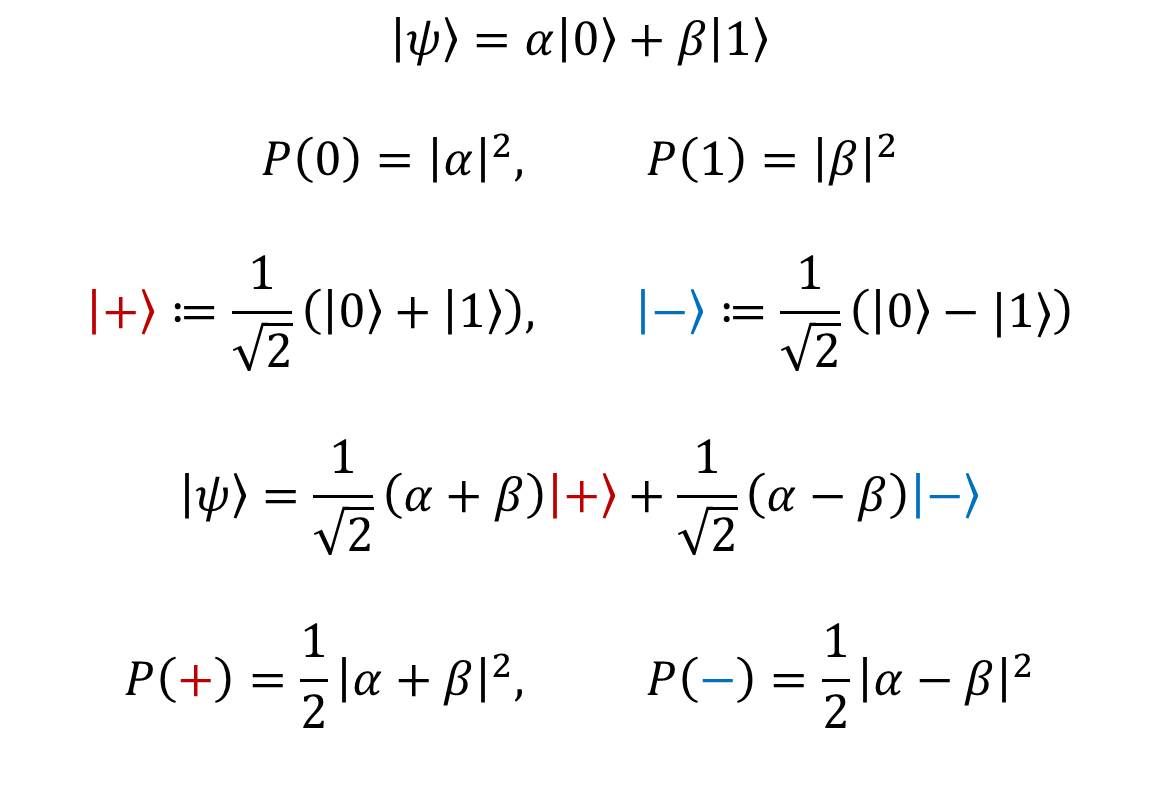 |ψ⟩ = α|0⟩ + β|1⟩
P(0) = |α|², P(1) = |β|²
|+⟩ ≔ 1/√2 (|0⟩ + |1⟩), |−⟩ ≔ 1/√2 (|0⟩ − |1⟩)
|ψ⟩ = 1/√2 (α + β)|+⟩ + 1/√2 (α − β)|−⟩
P(+) = 1/2 |α + β|², P(−) = 1/2 |α − β|²